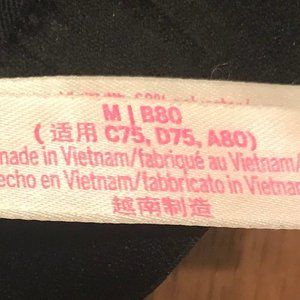 M | B80
( 适用 C75, D75, A80)
made in Vietnam/fabriqué au Vietnam/
echo en Vietnam/fabbricato in Vietnam
越南制造